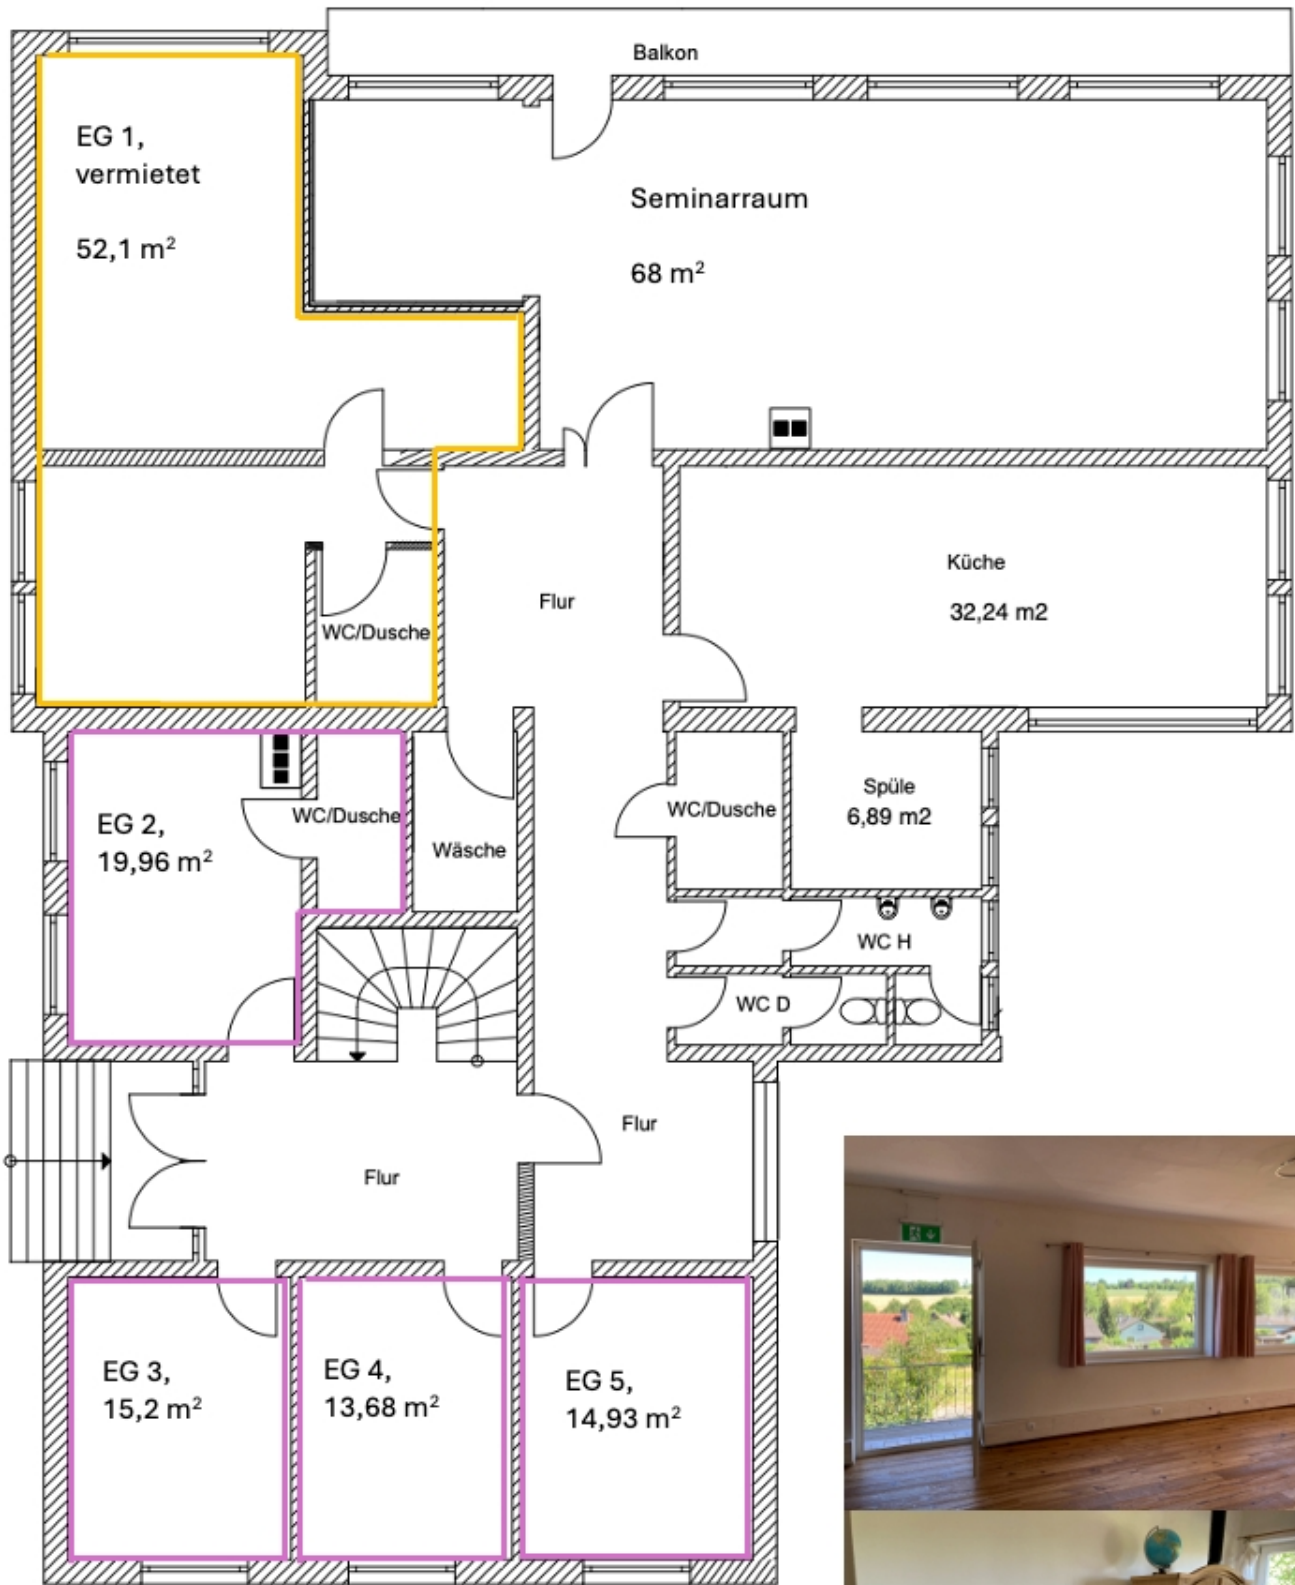 Balkon
EG 1,
vermietet
52,1 m²
Seminarraum
68 m²
Küche
32,24 m2
Flur
WC/Dusche
EG 2,
19,96 m²
WC/Dusche
Wäsche
WC/Dusche
Spüle
6,89 m2
WC H
WC D
Flur
Flur
EG 3,
15,2 m²
EG 4,
13,68 m²
EG 5,
14,93 m²